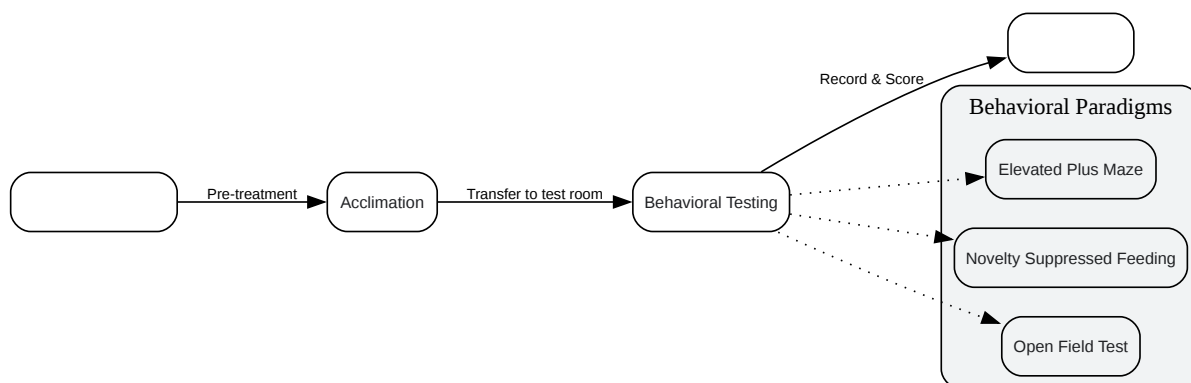 Record & Score
Behavioral Paradigms
Elevated Plus Maze
Pre-treatment
Acclimation
Transfer to test room
Behavioral Testing
Novelty Suppressed Feeding
Open Field Test